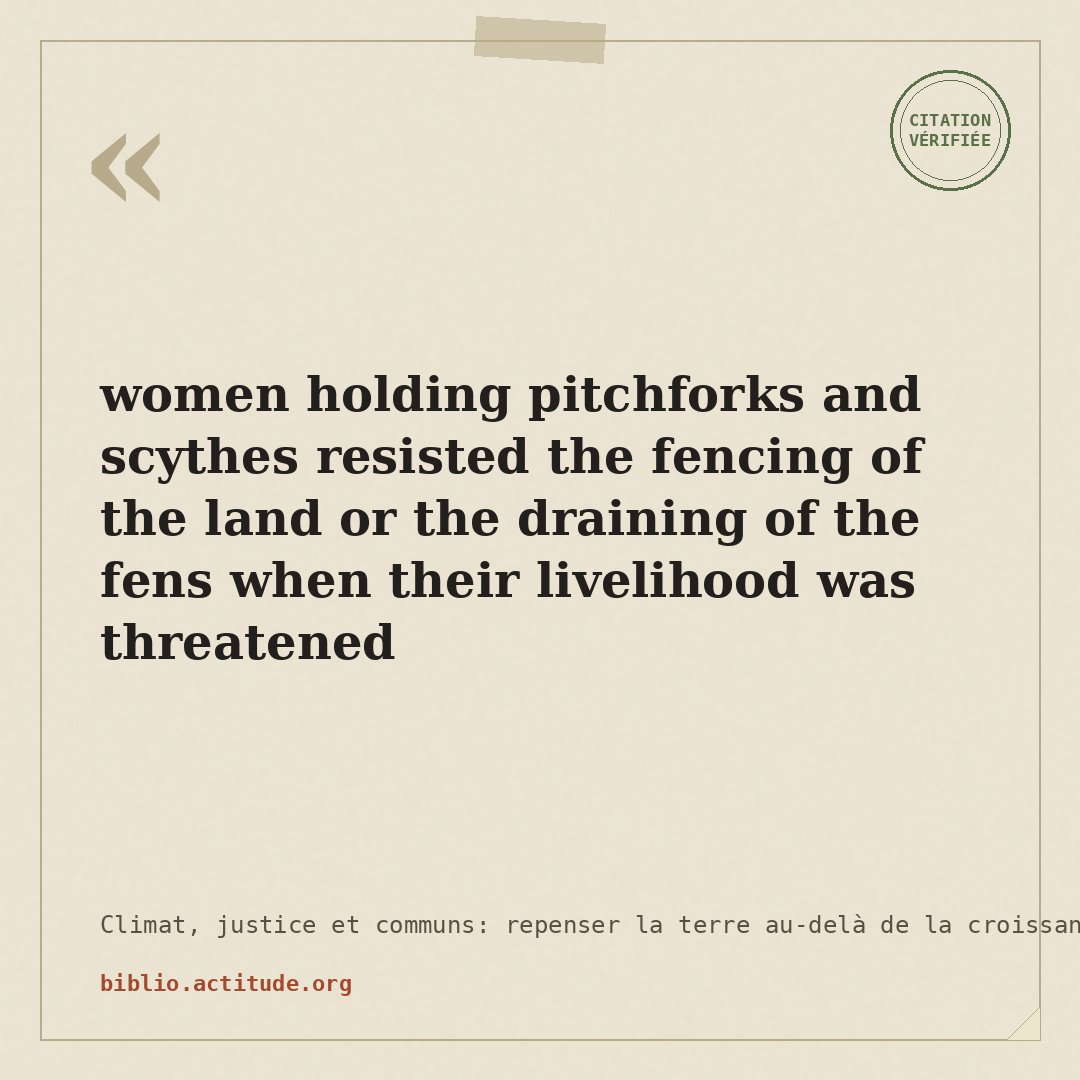 «
CITATION
VÉRIFIÉE
women holding pitchforks and
scythes resisted the fencing of
the land or the draining of the
fens when their livelihood was
threatened
Climat, justice et communs: repenser la terre au-delà de la croissan
biblio.actitude.org